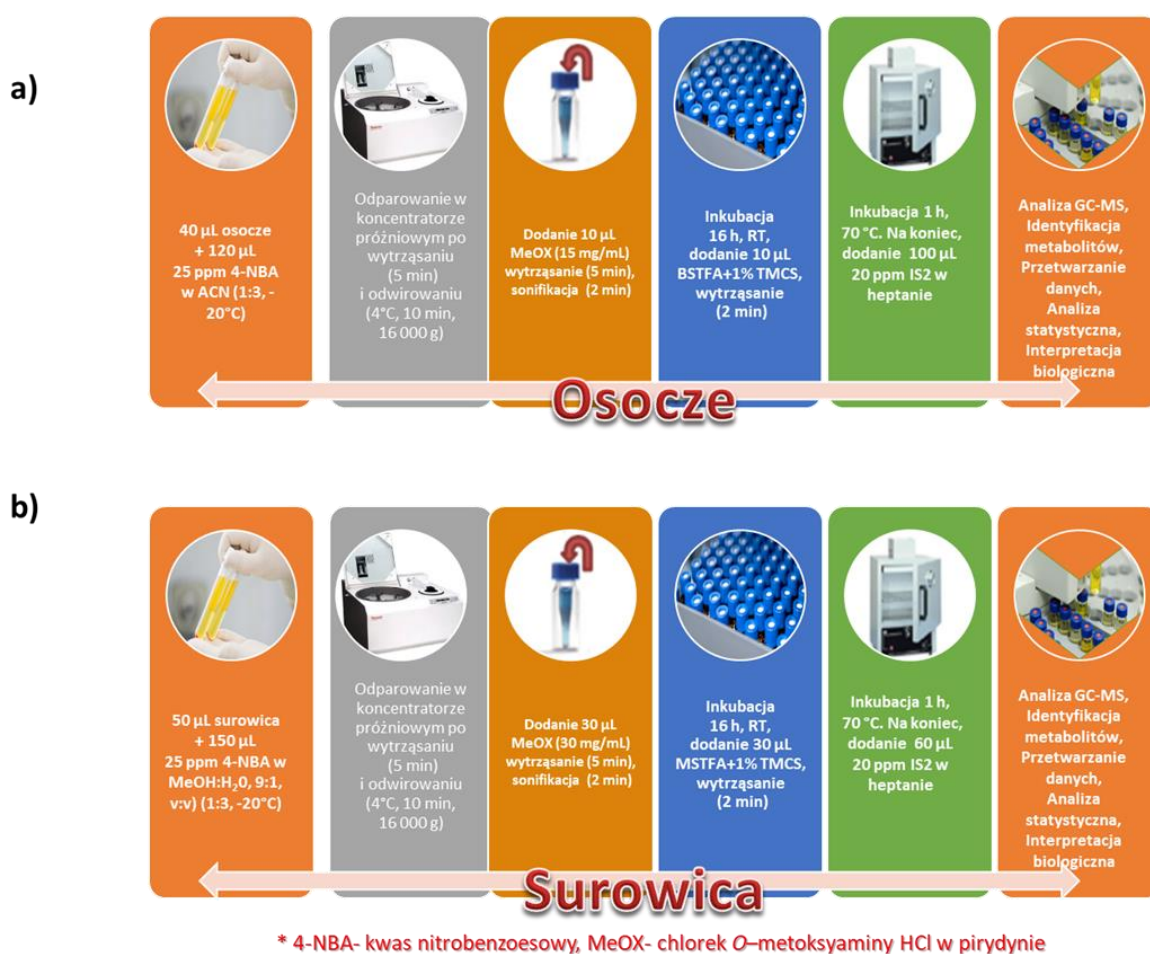 a)
40 µL osocze
+ 120 µL
25 ppm 4-NBA
w ACN (1:3, -
20°C)
Odparowanie w
koncentratorze
próżniowym po
wytrząsaniu
(5 min)
i odwirowaniu
(4°C, 10 min,
16 000 g)
Dodanie 10 µL
MeOX (15 mg/mL)
wytrząsanie (5 min),
sonifikacja (2 min)
Inkubacja
16 h, RT,
dodanie 10 µL
BSTFA+1% TMCS,
wytrząsanie
(2 min)
Inkubacja 1 h,
70 °C. Na koniec,
dodanie 100 µL
20 ppm IS2 w
heptanie
Analiza GC-MS,
Identyfikacja
metabolitów,
Przetwarzanie
danych,
Analiza
statystyczna,
Interpretacja
biologiczna
Osocze
b)
50 µL surowica
+ 150 µL
25 ppm 4-NBA w
MeOH:H₂0, 9:1,
v:v) (1:3, -20°C)
Odparowanie w
koncentratorze
próżniowym po
wytrząsaniu
(5 min)
i odwirowaniu
(4°C, 10 min,
16 000 g)
Dodanie 30 µL
MeOX (30 mg/mL)
wytrząsanie (5 min),
sonifikacja (2 min)
Inkubacja
16 h, RT,
dodanie 30 µL
MSTFA+1% TMCS,
wytrząsanie
(2 min)
Inkubacja 1 h,
70 °C. Na koniec,
dodanie 60 µL
20 ppm IS2 w
heptanie
Analiza GC-MS,
Identyfikacja
metabolitów,
Przetwarzanie
danych,
Analiza
statystyczna,
Interpretacja
biologiczna
Surowica
* 4-NBA- kwas nitrobenzoesowy, MeOX- chlorek O–metoksyaminy HCl w pirydynie